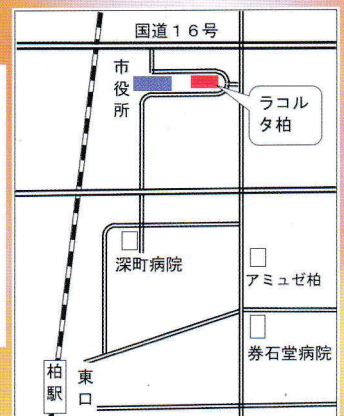 国道16号
市役所
ラコル
タ柏
深町病院
アミュゼ柏
券石堂病院
柏駅
東口